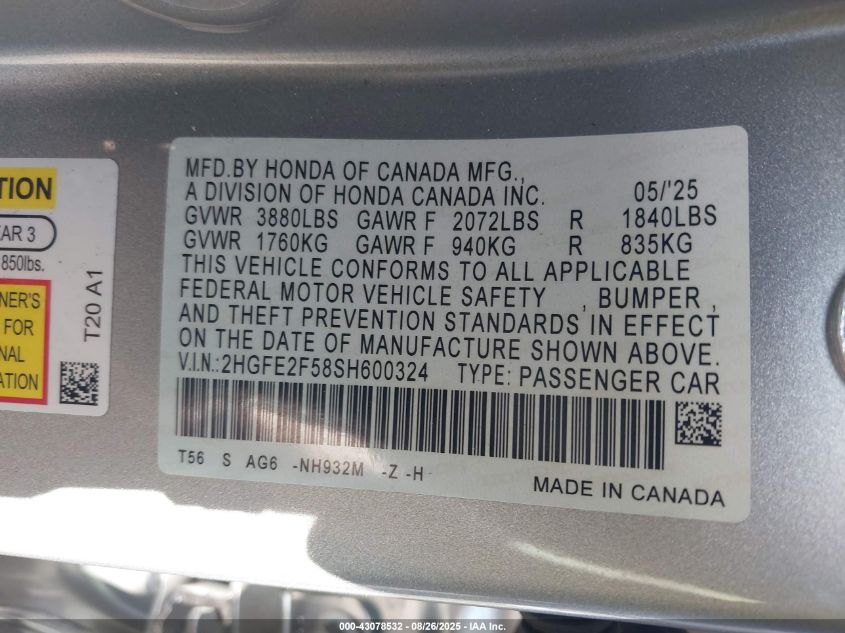 TION
AR 3
850lbs.
NER'S
FOR
NAL
ATION
T20 A1
MFD.BY HONDA OF CANADA MFG.,
A DIVISION OF HONDA CANADA INC. 05/'25
GVWR 3880LBS GAWR F 2072LBS R 1840LBS
GVWR 1760KG GAWR F 940KG R 835KG
THIS VEHICLE CONFORMS TO ALL APPLICABLE
FEDERAL MOTOR VEHICLE SAFETY , BUMPER ,
AND THEFT PREVENTION STANDARDS IN EFFECT
ON THE DATE OF MANUFACTURE SHOWN ABOVE.
V.I.N.:2HGFE2F58SH600324 TYPE: PASSENGER CAR
T56 S AG6 -NH932M -Z -H
MADE IN CANADA
000-43078532 - 08/26/2025 - IAA Inc.